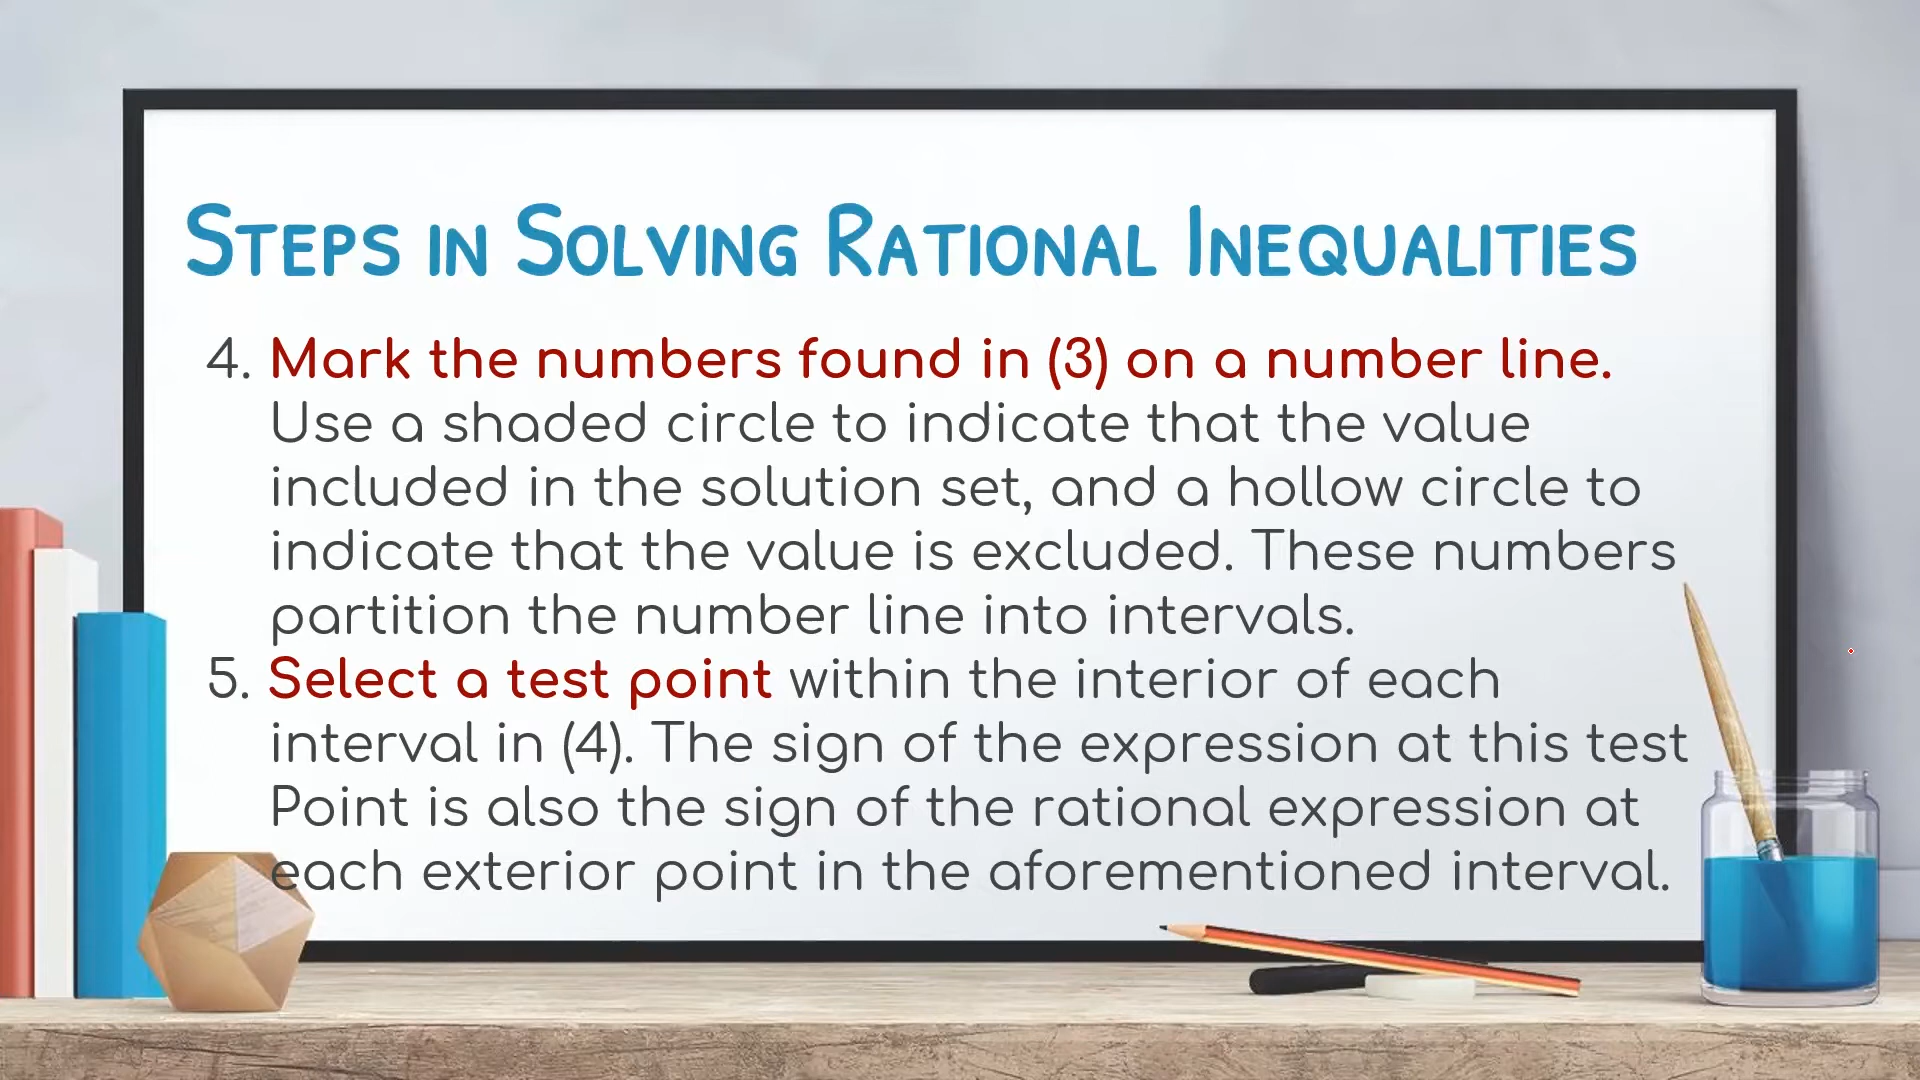 Steps in Solving Rational Inequalities
4. Mark the numbers found in (3) on a number line.
Use a shaded circle to indicate that the value
included in the solution set, and a hollow circle to
indicate that the value is excluded. These numbers
partition the number line into intervals.
5. Select a test point within the interior of each
interval in (4). The sign of the expression at this test
Point is also the sign of the rational expression at
each exterior point in the aforementioned interval.